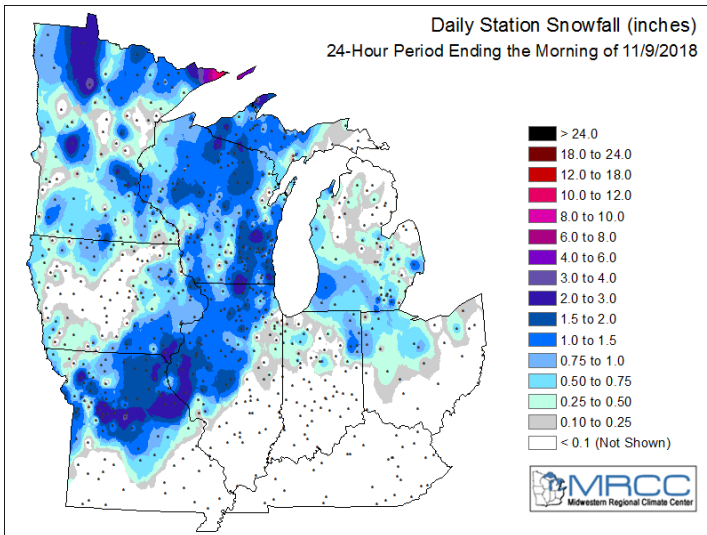 Daily Station Snowfall (inches)
24-Hour Period Ending the Morning of 11/9/2018
> 24.0
18.0 to 24.0
12.0 to 18.0
10.0 to 12.0
8.0 to 10.0
6.0 to 8.0
4.0 to 6.0
3.0 to 4.0
2.0 to 3.0
1.5 to 2.0
1.0 to 1.5
0.75 to 1.0
0.50 to 0.75
0.25 to 0.50
0.10 to 0.25
< 0.1 (Not Shown)
MRCC
Midwestern Regional Climate Center